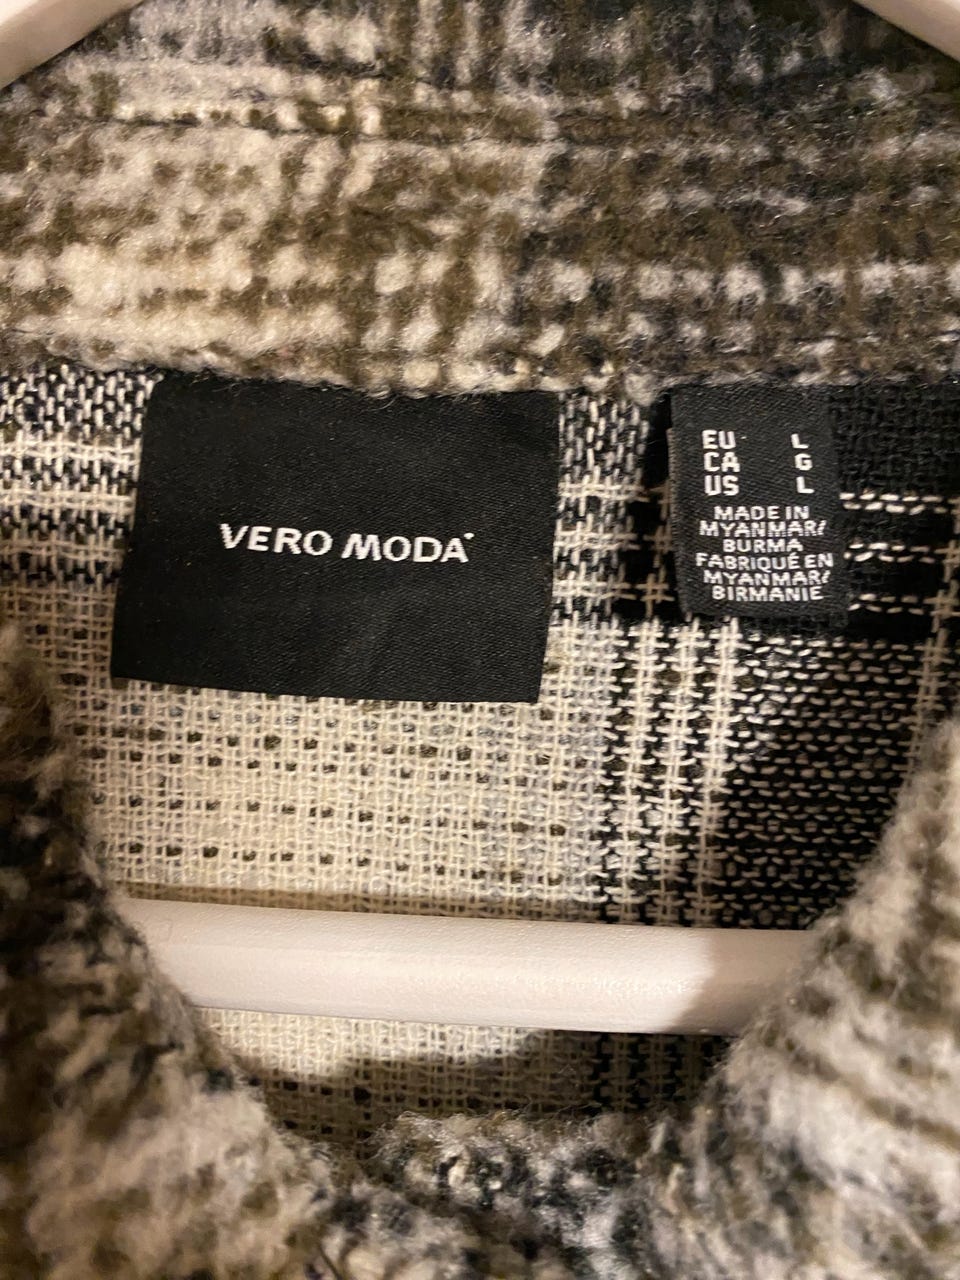 VERO MODA
EU L
CA G
US L
MADE IN
MYANMAR/
BURMA
FABRIQUÉ EN
MYANMAR/
BIRMANIE